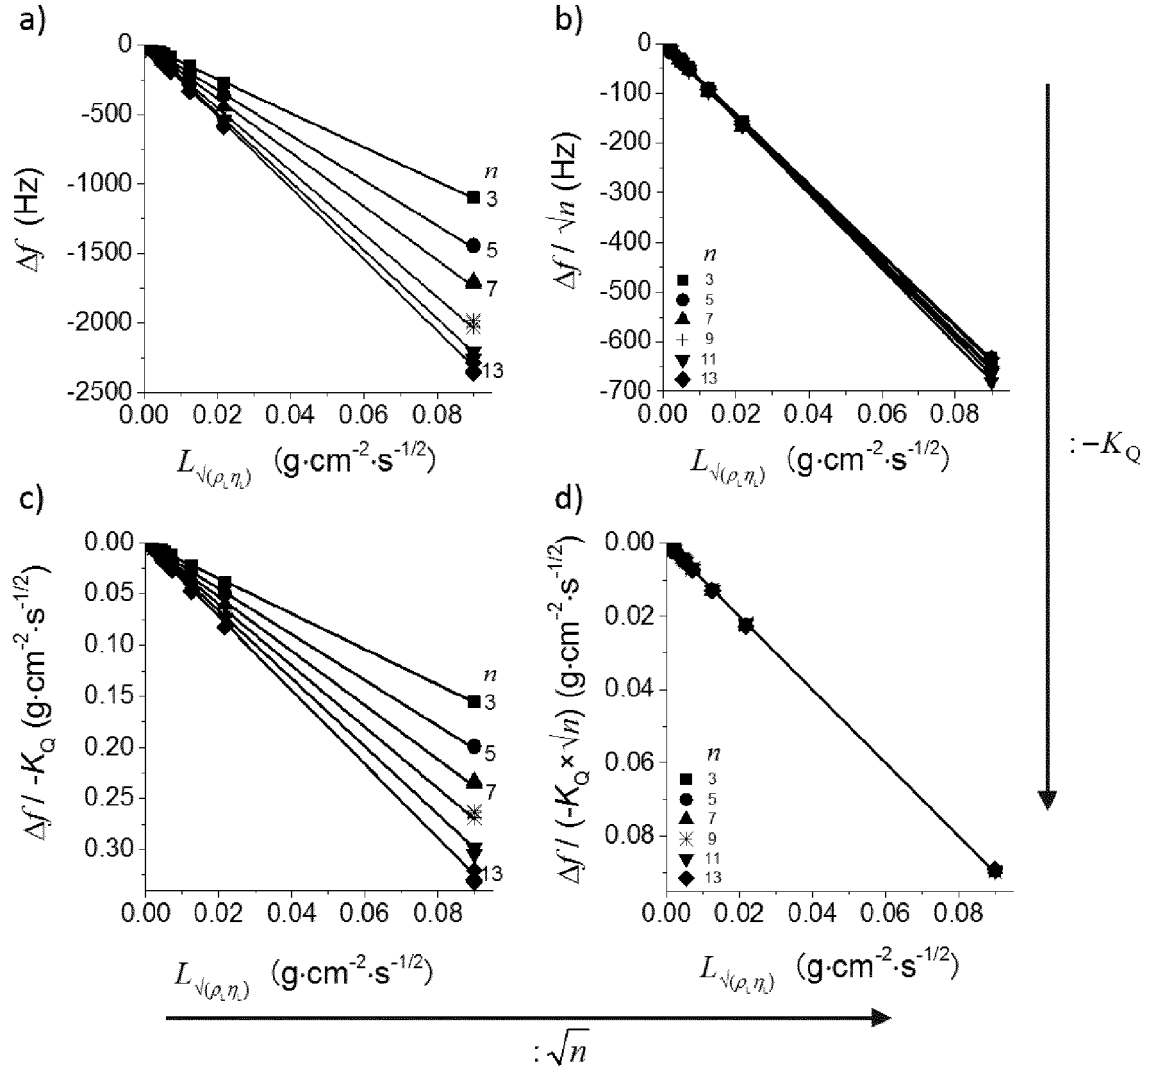 a)
0
-500
-1000
-1500
-2000
-2500
Δf (Hz)
n
3
5
7
13
0.00 0.02 0.04 0.06 0.08
L√(ρLηL) (g·cm-2·s-1/2)
b)
0
-100
-200
-300
-400
-500
-600
-700
Δf / √n (Hz)
n
3
5
7
9
11
13
0.00 0.02 0.04 0.06 0.08
L√(ρLηL) (g·cm-2·s-1/2)
: −KQ
c)
0.00
0.05
0.10
0.15
0.20
0.25
0.30
Δf / -KQ (g·cm-2·s-1/2)
n
3
5
7
13
0.00 0.02 0.04 0.06 0.08
L√(ρLηL) (g·cm-2·s-1/2)
d)
0.00
0.02
0.04
0.06
0.08
Δf / (-KQ×√n) (g·cm-2·s-1/2)
n
3
5
7
9
11
13
0.00 0.02 0.04 0.06 0.08
L√(ρLηL) (g·cm-2·s-1/2)
: √n